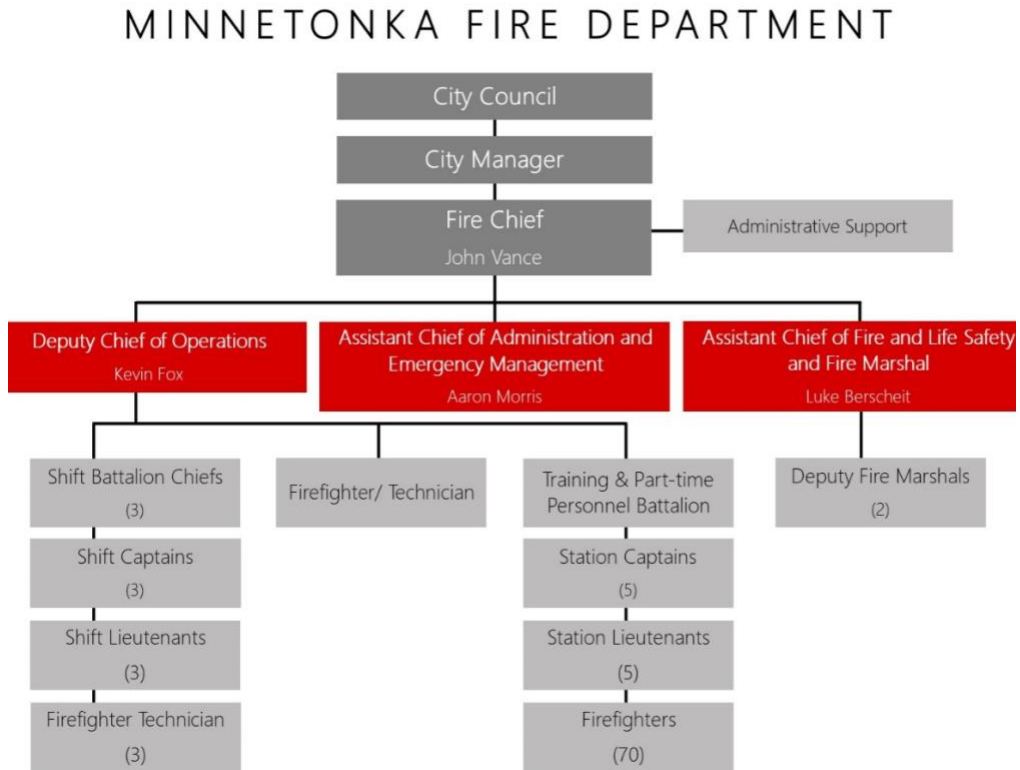 MINNETONKA FIRE DEPARTMENT
City Council
City Manager
Fire Chief
John Vance
Administrative Support
Deputy Chief of Operations
Kevin Fox
Assistant Chief of Administration and
Emergency Management
Aaron Morris
Assistant Chief of Fire and Life Safety
and Fire Marshal
Luke Berscheit
Shift Battalion Chiefs
(3)
Shift Captains
(3)
Shift Lieutenants
(3)
Firefighter Technician
(3)
Firefighter/ Technician
Training & Part-time
Personnel Battalion
Station Captains
(5)
Station Lieutenants
(5)
Firefighters
(70)
Deputy Fire Marshals
(2)